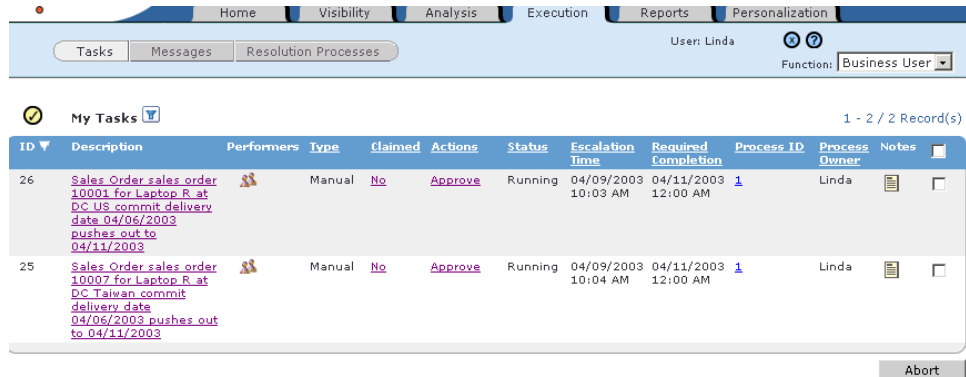 Home Visibility Analysis Execution Reports Personalization
Tasks Messages Resolution Processes
User: Linda
Function: Business User
My Tasks
1 - 2 / 2 Record(s)
ID Description Performers Type Claimed Actions Status Escalation Time Required Completion Process ID Process Owner Notes
26 Sales Order sales order 10001 for Laptop R at DC US commit delivery date 04/06/2003 pushes out to 04/11/2003 Manual No Approve Running 04/09/2003 10:03 AM 04/11/2003 12:00 AM 1 Linda
25 Sales Order sales order 10007 for Laptop R at DC Taiwan commit delivery date 04/06/2003 pushes out to 04/11/2003 Manual No Approve Running 04/09/2003 10:04 AM 04/11/2003 12:00 AM 1 Linda
Abort